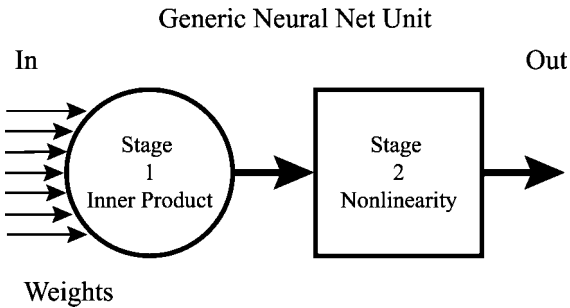 Generic Neural Net Unit
In
Out
Stage
1
Inner Product
Stage
2
Nonlinearity
Weights